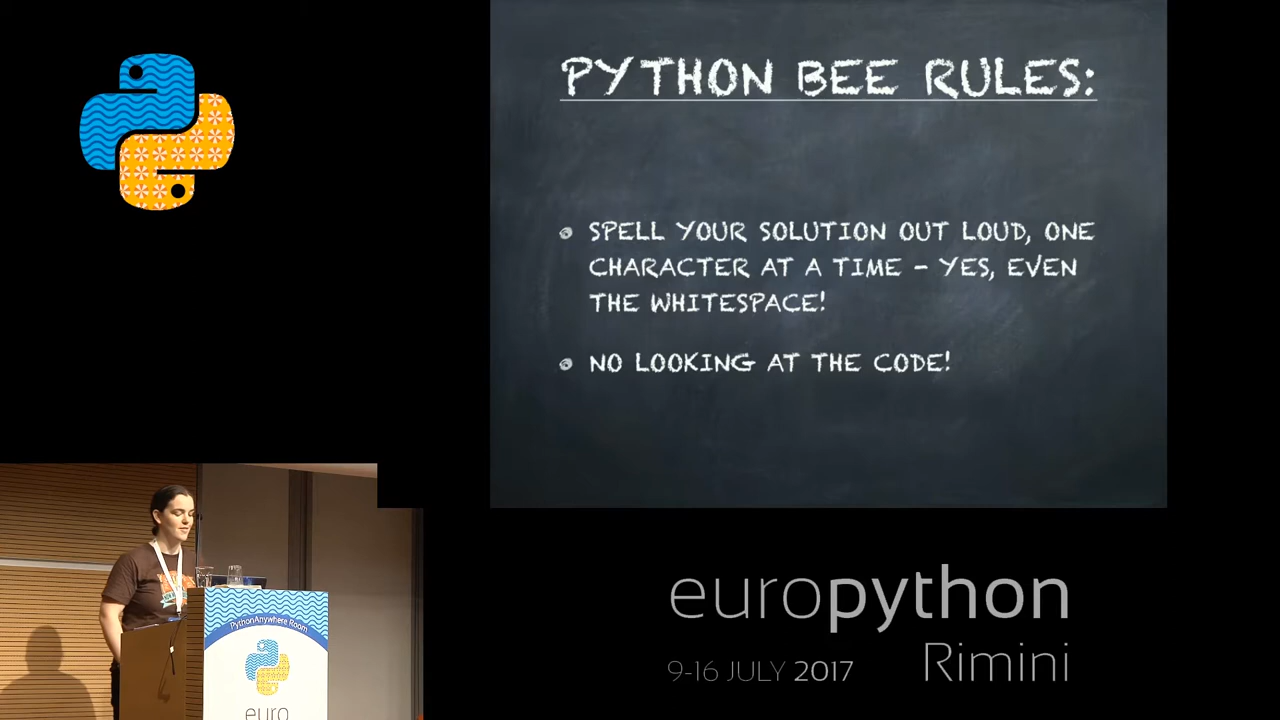 PYTHON BEE RULES:
SPELL YOUR SOLUTION OUT LOUD, ONE
CHARACTER AT A TIME - YES, EVEN
THE WHITESPACE!
NO LOOKING AT THE CODE!
PythonAnywhere Room
euro
europython
9-16 JULY 2017 Rimini